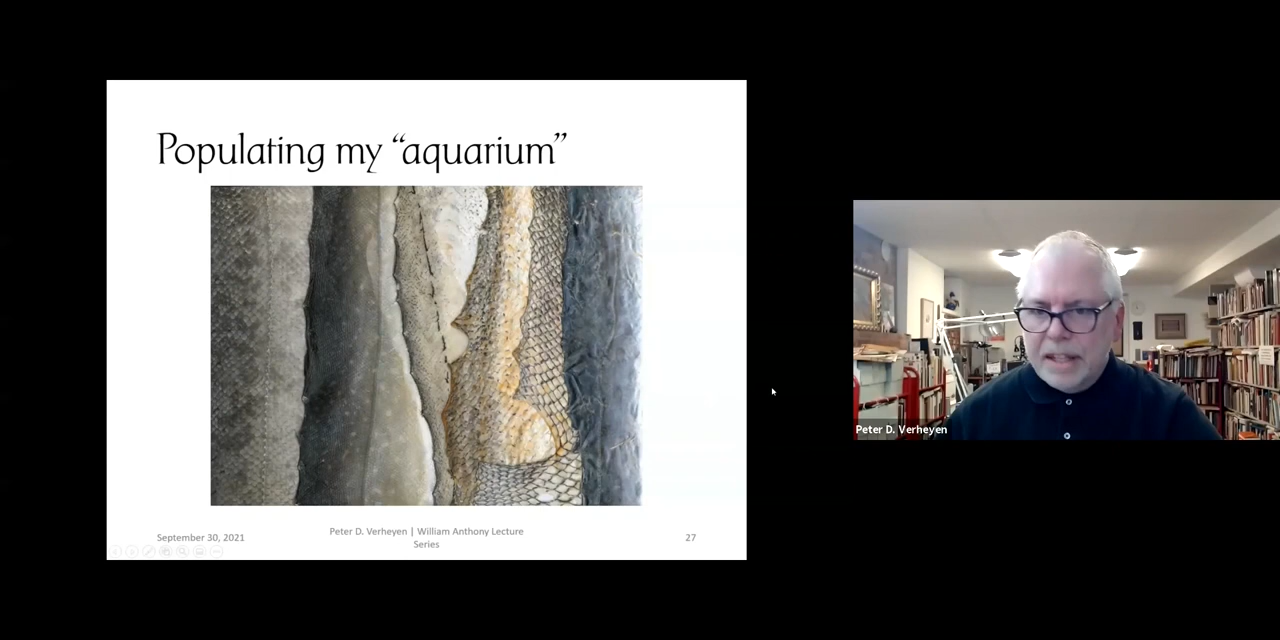 Populating my “aquarium”
September 30, 2021
Peter D. Verheyen | William Anthony Lecture
Series
27
Peter D. Verheyen